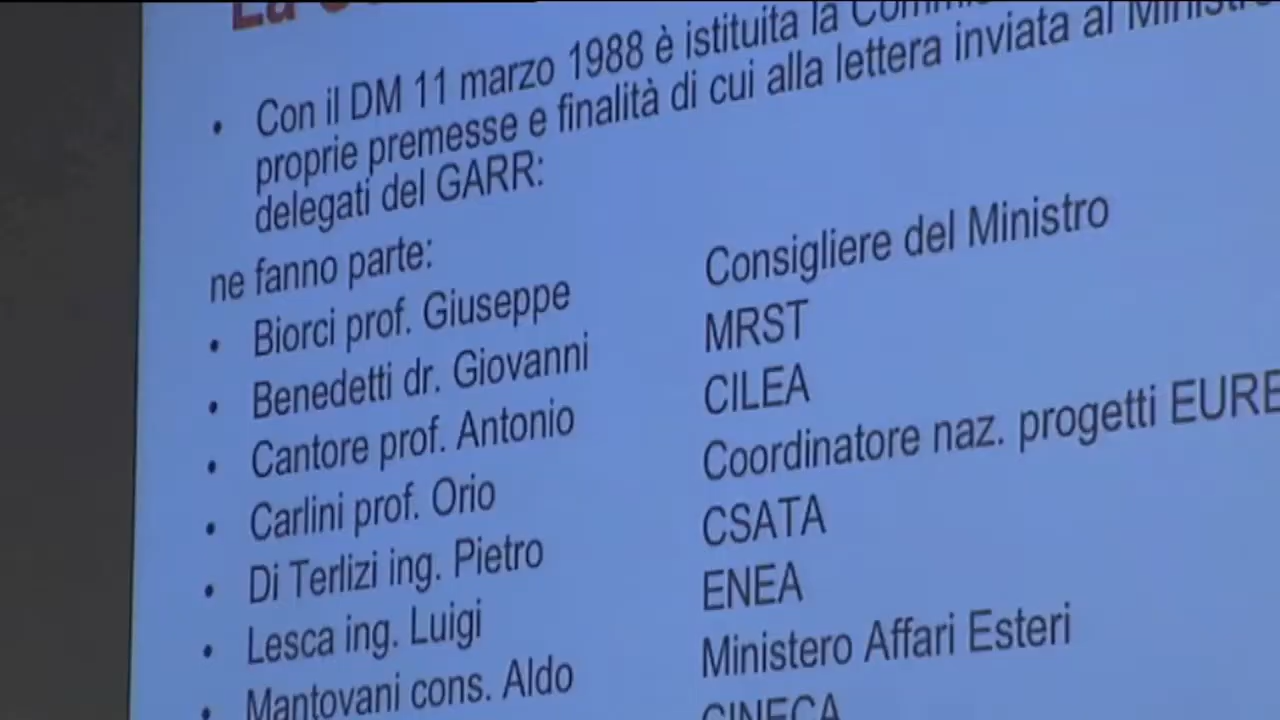 • Con il DM 11 marzo 1988 è istituita la
proprie premesse e finalità di cui alla lettera inviata al Ministro
delegati del GARR:
ne fanno parte:
• Biorci prof. Giuseppe Consigliere del Ministro
• Benedetti dr. Giovanni MRST
• Cantore prof. Antonio CILEA
• Carlini prof. Orio Coordinatore naz. progetti EURE
• Di Terlizi ing. Pietro CSATA
• Lesca ing. Luigi ENEA
• Mantovani cons. Aldo Ministero Affari Esteri
CINECA